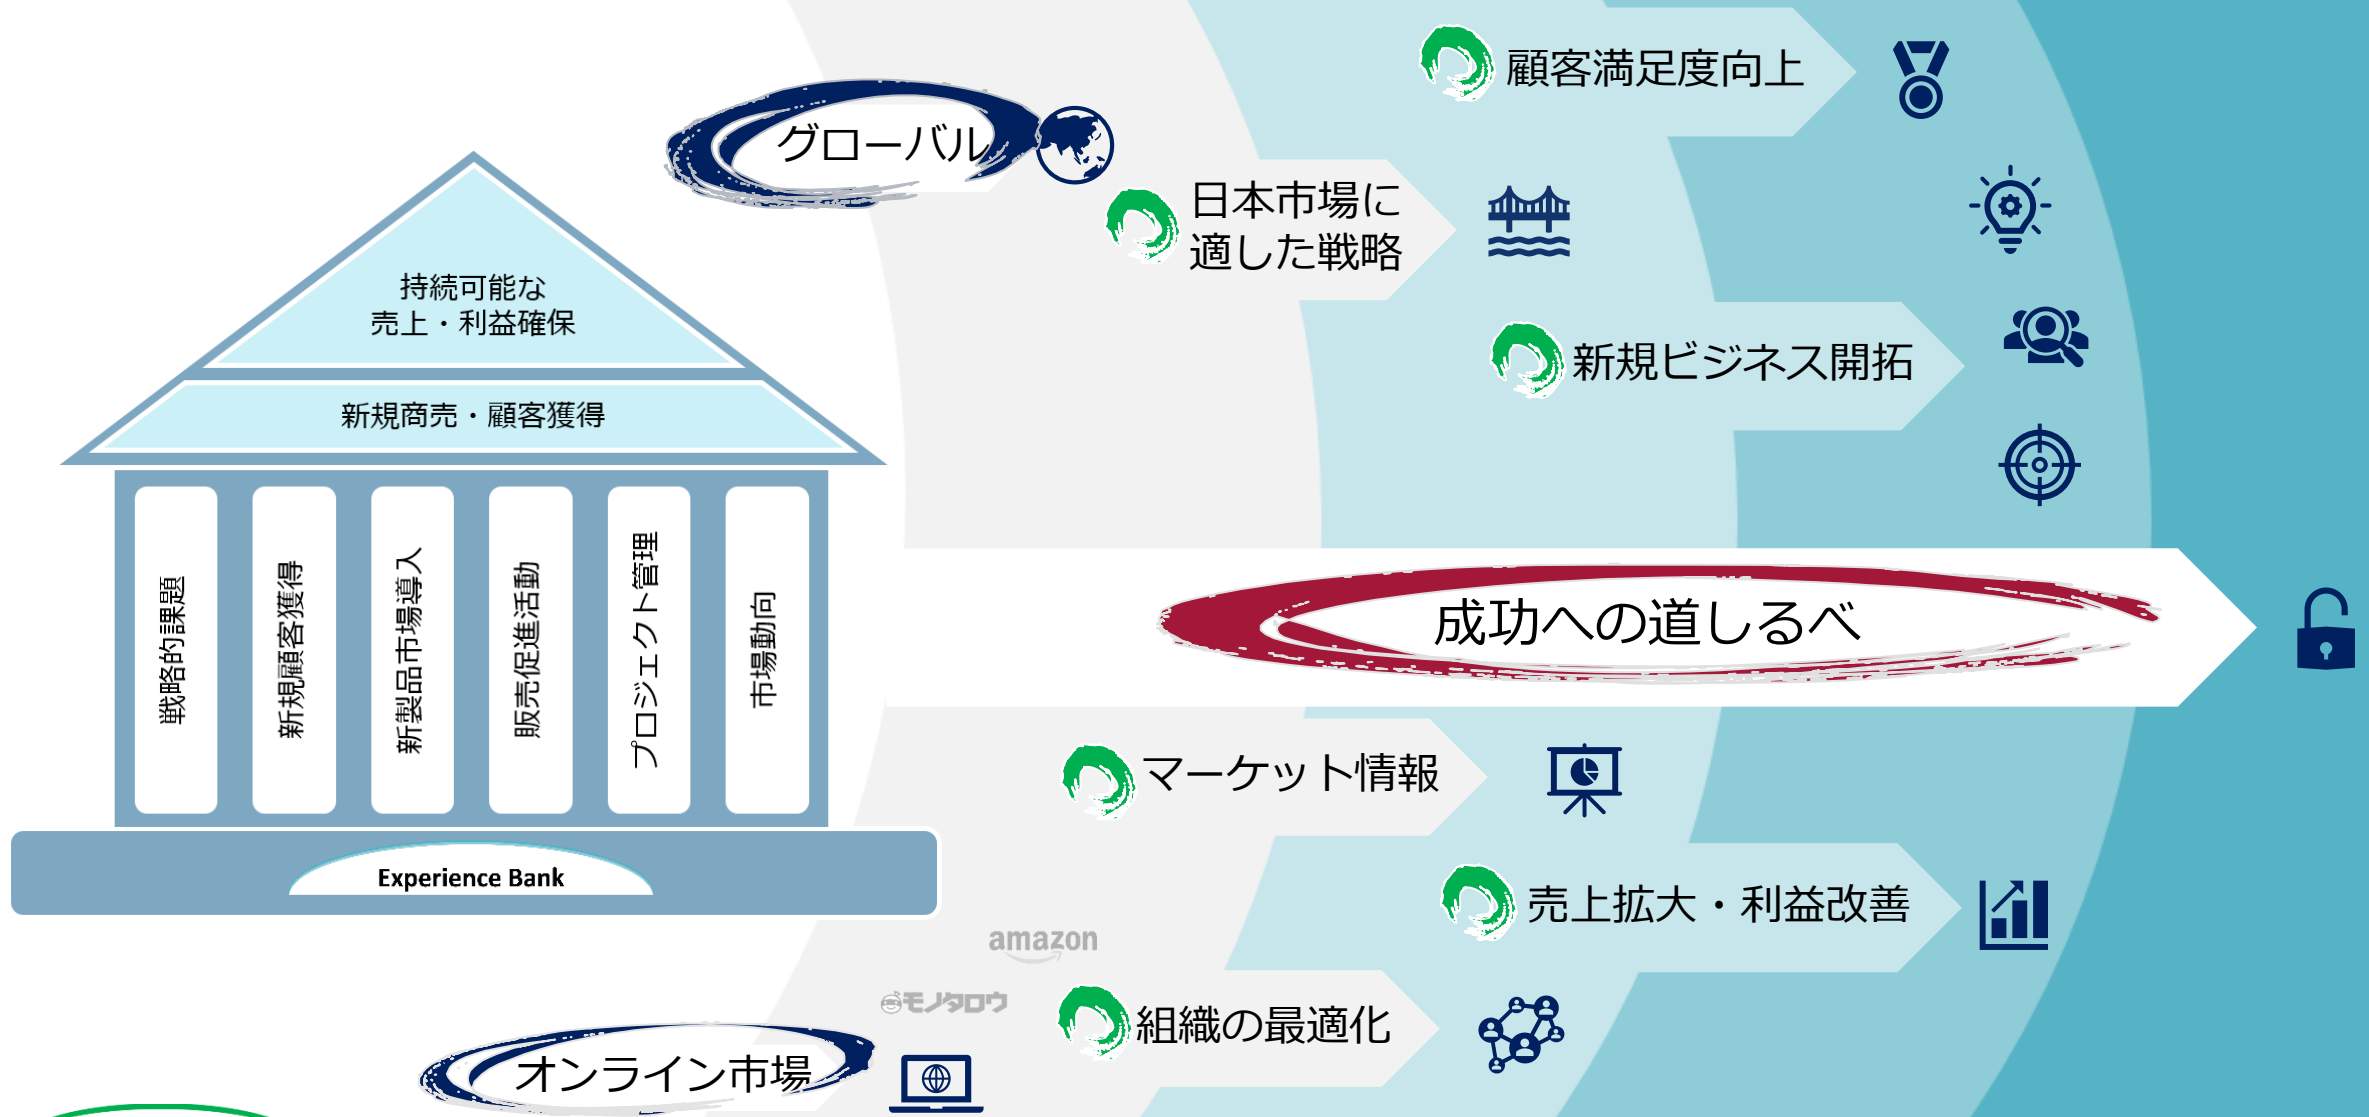 顧客満足度向上
グローバル
日本市場に
適した戦略
持続可能な
売上・利益確保
新規ビジネス開拓
新規商売・顧客獲得
戦略的課題
新規顧客獲得
新製品市場導入
販売促進活動
プロジェクト管理
市場動向
成功への道しるべ
マーケット情報
Experience Bank
売上拡大・利益改善
amazon
モノタロウ
組織の最適化
オンライン市場